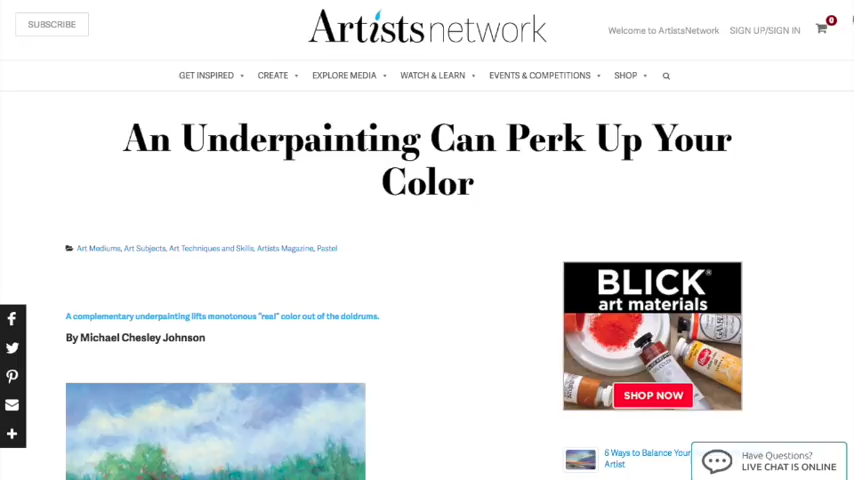 SUBSCRIBE
Artistsnetwork
Welcome to ArtistsNetwork SIGN UP/SIGN IN
0
GET INSPIRED CREATE EXPLORE MEDIA WATCH & LEARN EVENTS & COMPETITIONS SHOP
An Underpainting Can Perk Up Your
Color
Art Mediums, Art Subjects, Art Techniques and Skills, Artists Magazine, Pastel
A complementary underpainting lifts monotonous "real" color out of the doldrums.
By Michael Chesley Johnson
BLICK®
art materials
SHOP NOW
6 Ways to Balance Your
Artist
Have Questions?
LIVE CHAT IS ONLINE